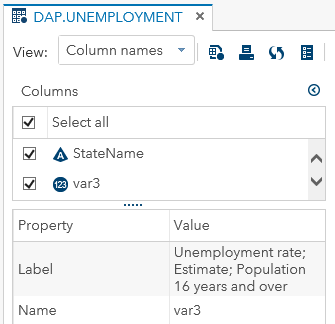 DAP.UNEMPLOYMENT ×
View: Column names
Columns
Select all
StateName
123 var3
Property Value
Label Unemployment rate;
Estimate; Population
16 years and over
Name var3